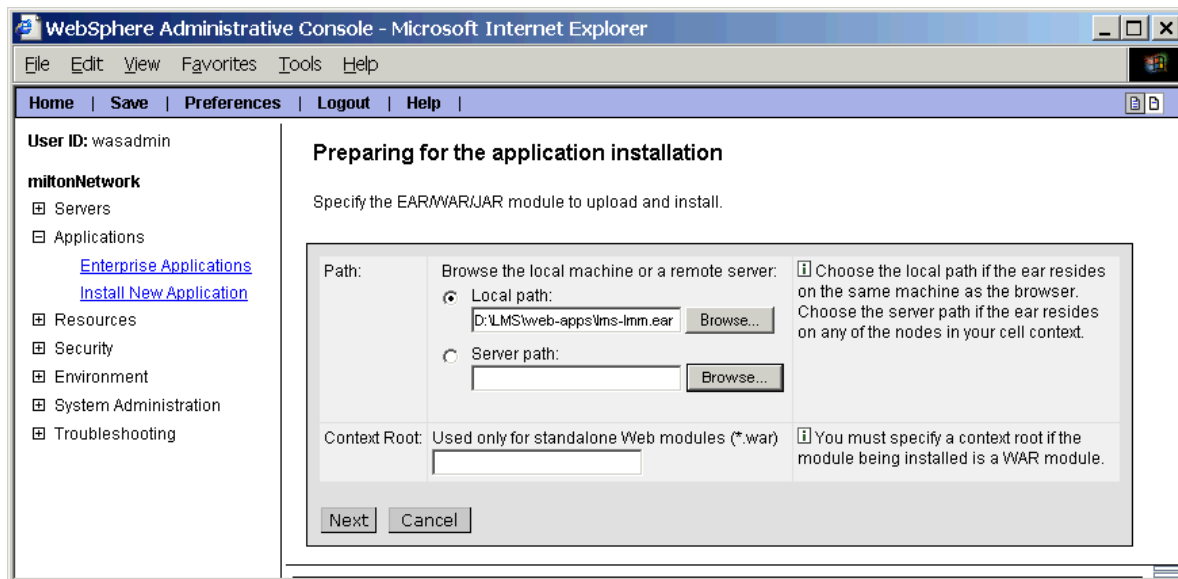 WebSphere Administrative Console - Microsoft Internet Explorer
File Edit View Favorites Tools Help
Home | Save | Preferences | Logout | Help |
User ID: wasadmin
miltonNetwork
Servers
Applications
Enterprise Applications
Install New Application
Resources
Security
Environment
System Administration
Troubleshooting
Preparing for the application installation
Specify the EAR/WAR/JAR module to upload and install.
Path:
Browse the local machine or a remote server:
Local path:
D:\LMS\web-apps\lms-lmm.ear Browse...
Server path:
Browse...
i Choose the local path if the ear resides
on the same machine as the browser.
Choose the server path if the ear resides
on any of the nodes in your cell context.
Context Root:
Used only for standalone Web modules (*.war)
i You must specify a context root if the
module being installed is a WAR module.
Next Cancel